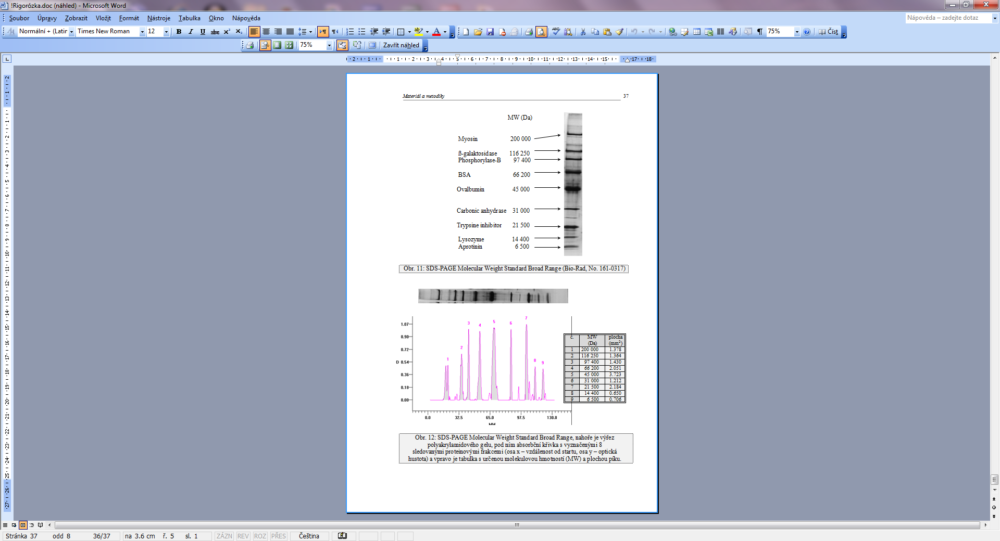 !Rigorózka.doc (náhled) - Microsoft Word
Soubor Úpravy Zobrazit Vložit Formát Nástroje Tabulka Okno Nápověda
Nápověda – zadejte dotaz
Normální + (Latir Times New Roman 12 75% Číst
75% Zavřít náhled
Materiál a metodiky 37
MW (Da)
Myosin 200 000
ß-galaktosidase 116 250
Phosphorylase-B 97 400
BSA 66 200
Ovalbumin 45 000
Carbonic anhydrase 31 000
Trypsine inhibitor 21 500
Lysozyme 14 400
Aprotinin 6 500
Obr. 11: SDS-PAGE Molecular Weight Standard Broad Range (Bio-Rad, No. 161-0317)
1 2 3 4 5 6 7 8 9
1.07
0.90
0.72
D 0.54
0.36
0.18
0.00
0.0 32.5 65.0 97.5 130.0
MM
č. MW (Da) plocha (mm²)
1 200 000 1.378
2 116 250 1.364
3 97 400 1.430
4 66 200 2.051
5 45 000 3.723
6 31 000 1.212
7 21 500 2.184
8 14 400 0.650
9 6 500 0.706
Obr. 12: SDS-PAGE Molecular Weight Standard Broad Range, nahoře je výřez
polyakrylamidového gelu, pod ním absorbční křivka s vyznačenými 8
sledovanými proteinovými frakcemi (osa x – vzdálenost od startu, osa y – optická
hustota) a vpravo je tabulka s určenou molekulovou hmotností (MW) a plochou píku.
Stránka 37 odd 8 36/37 na 3.6 cm ř. 5 sl. 1 ZÁZN REV ROZ PŘES Čeština